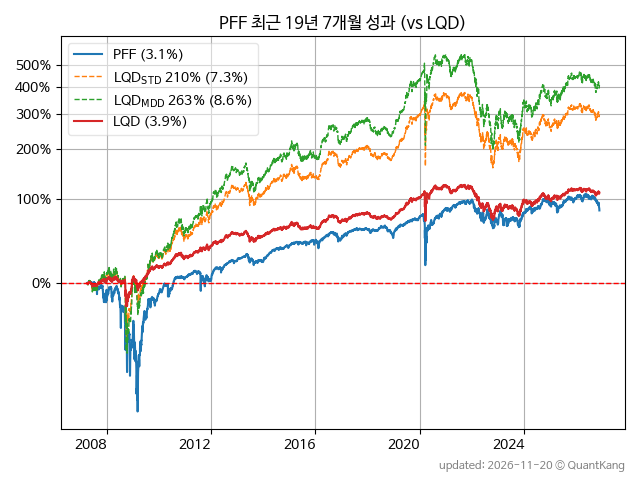 PFF 최근 19년 7개월 성과 (vs LQD)
PFF (3.1%)
LQD_STD 210% (7.3%)
LQD_MDD 263% (8.6%)
LQD (3.9%)
500%
400%
300%
200%
100%
0%
2008 2012 2016 2020 2024
updated: 2026-11-20 © QuantKang